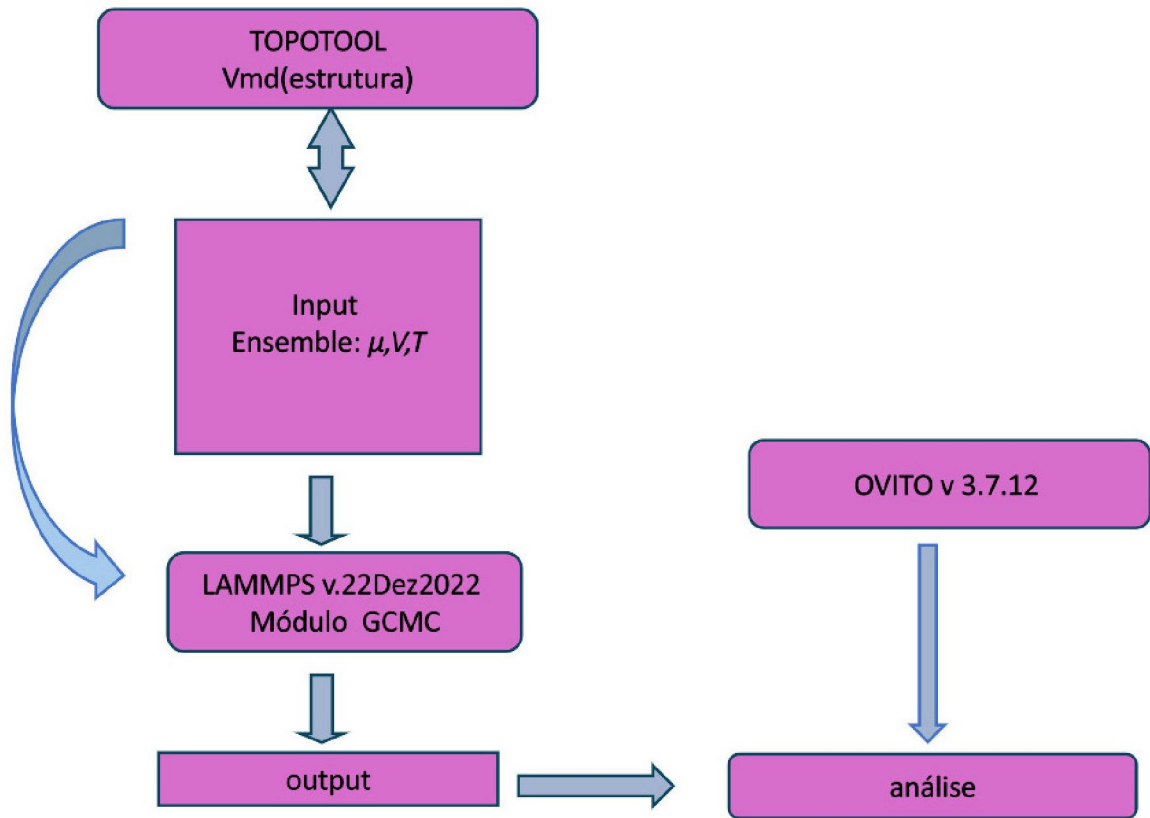 TOPOTOOL
Vmd(estrutura)
Input
Ensemble: μ,V,T
LAMMPS v.22Dez2022
Módulo GCMC
output
OVITO v 3.7.12
análise